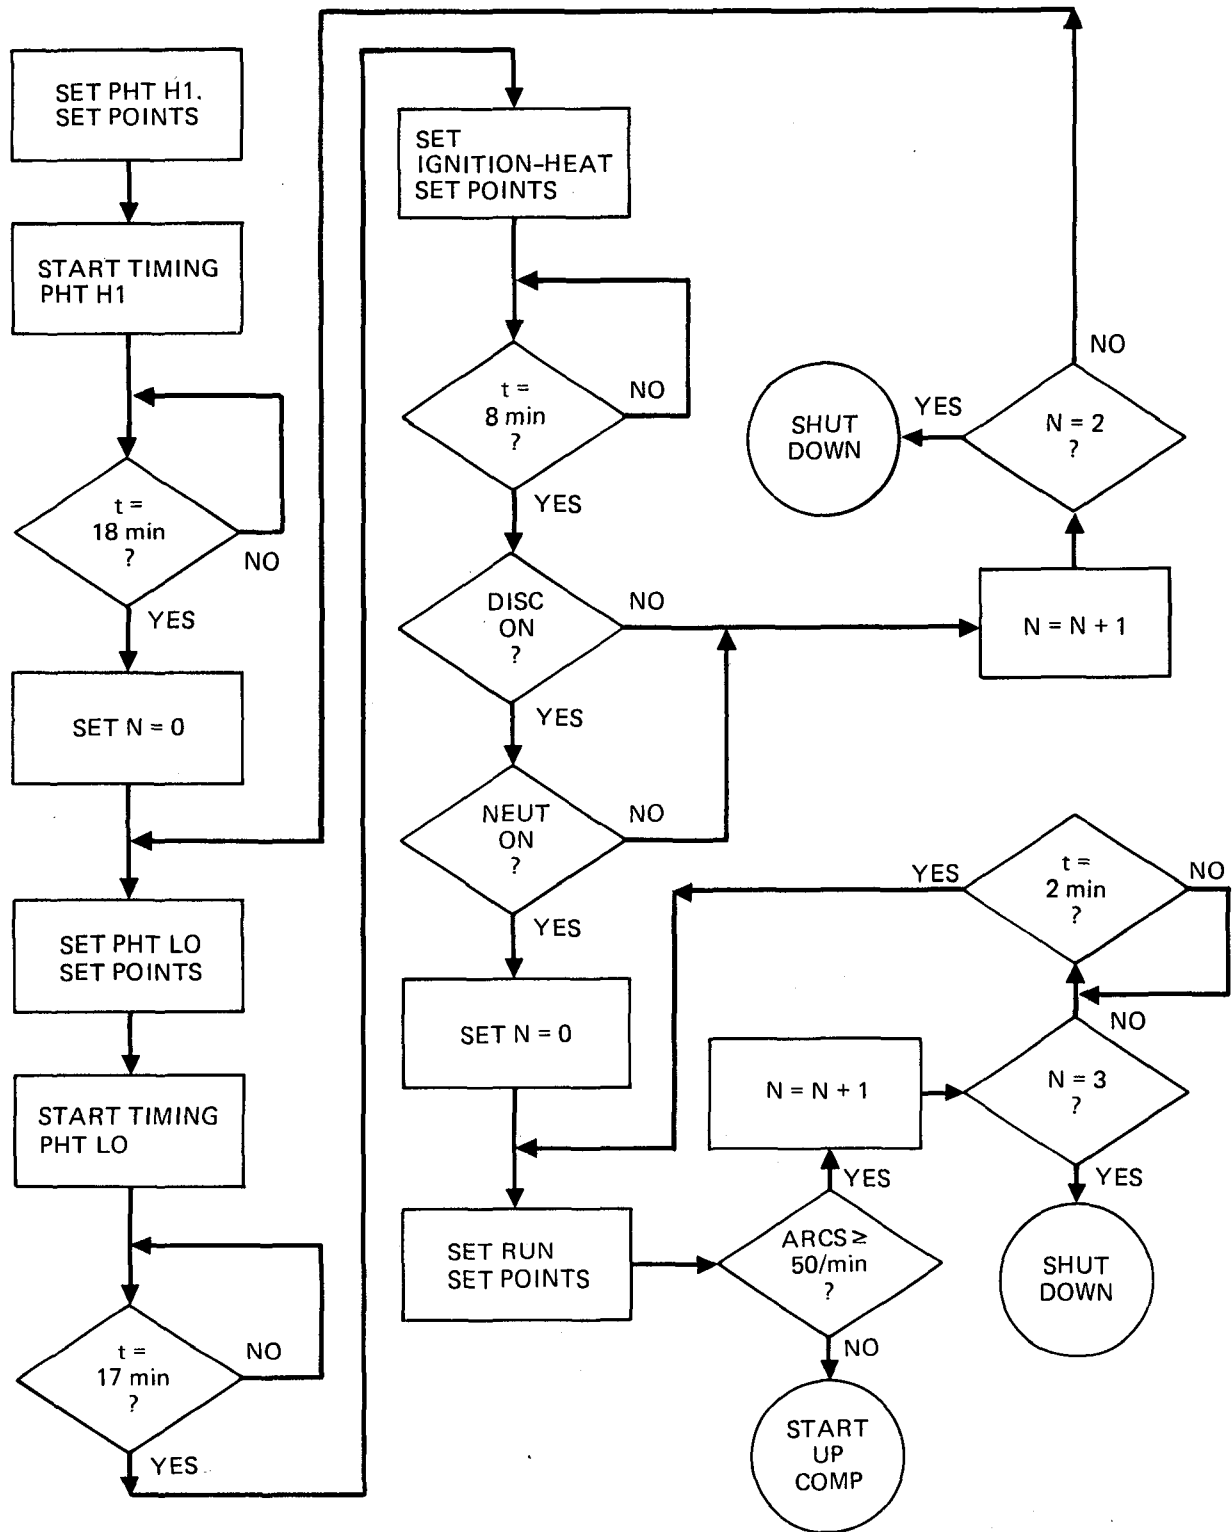 SET PHT H1.
SET POINTS
START TIMING
PHT H1
t =
18 min
?
NO
YES
SET N = 0
SET PHT LO
SET POINTS
START TIMING
PHT LO
t =
17 min
?
NO
YES
SET
IGNITION-HEAT
SET POINTS
t =
8 min
?
NO
YES
DISC
ON
?
NO
YES
NEUT
ON
?
NO
YES
SET N = 0
SET RUN
SET POINTS
ARCS ≥
50/min
?
YES
NO
START
UP
COMP
N = N + 1
N = 3
?
NO
YES
SHUT
DOWN
t =
2 min
?
NO
YES
N = N + 1
N = 2
?
NO
YES
SHUT
DOWN